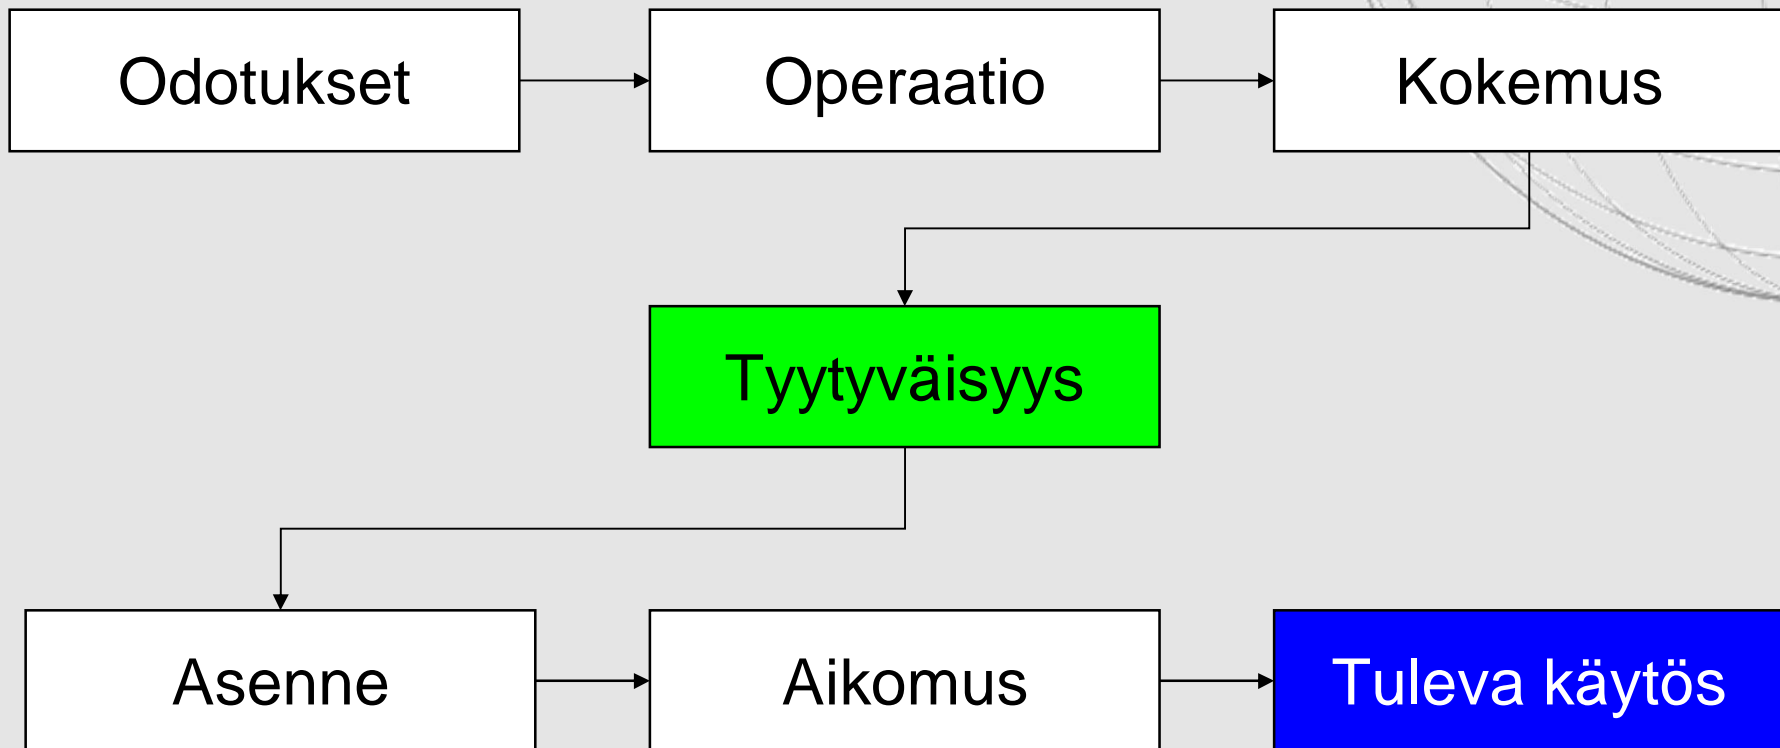 Odotukset
Operaatio
Kokemus
Tyytyväisyys
Asenne
Aikomus
Tuleva käytös